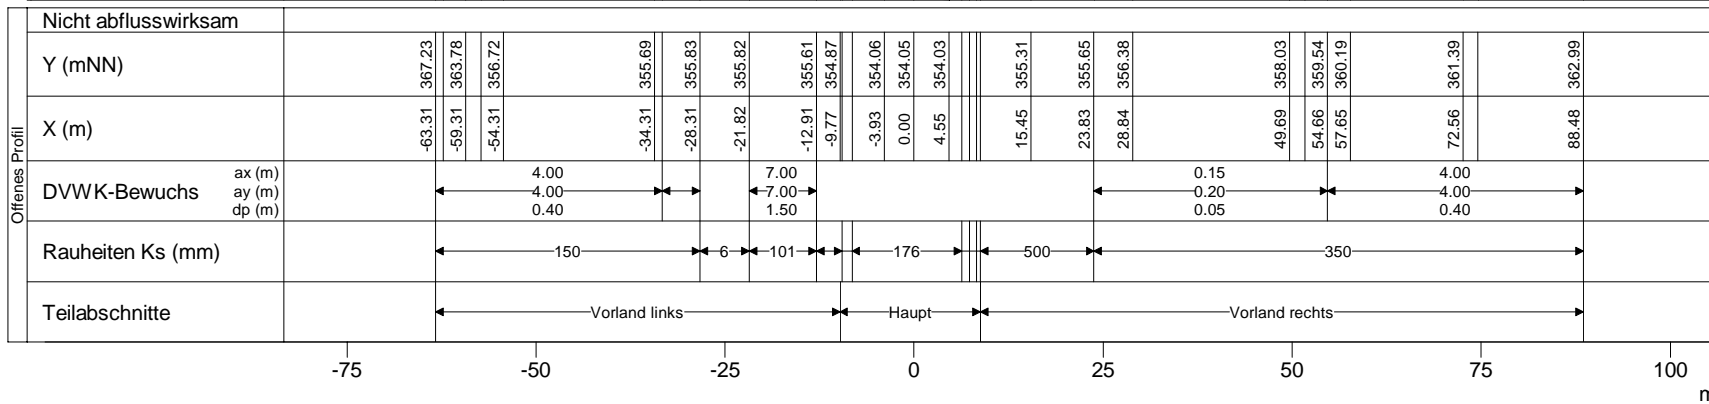 Offenes Profil
Nicht abflusswirksam
Y (mNN) 367.23 363.78 356.72 355.69 355.83 355.82 355.61 354.87 354.06 354.05 354.03 355.31 355.65 356.38 358.03 359.54 360.19 361.39 362.99
X (m) -63.31 -59.31 -54.31 -34.31 -28.31 -21.82 -12.91 -9.77 -3.93 0.00 4.55 15.45 23.83 28.84 49.69 54.66 57.65 72.56 88.48
ax (m) 4.00 7.00 0.15 4.00
DVWK-Bewuchs ay (m) 4.00 7.00 0.20 4.00
dp (m) 0.40 1.50 0.05 0.40
Rauheiten Ks (mm) 150 6 101 176 500 350
Teilabschnitte Vorland links Haupt Vorland rechts
-75 -50 -25 0 25 50 75 100
m